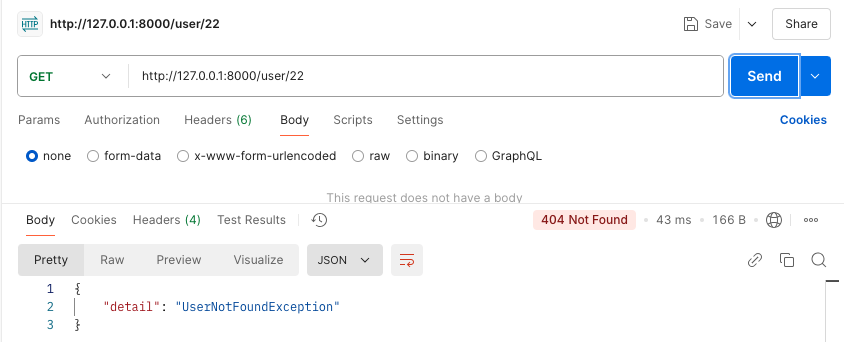 HTTP http://127.0.0.1:8000/user/22 Save Share
GET http://127.0.0.1:8000/user/22 Send
Params Authorization Headers (6) Body Scripts Settings Cookies
none form-data x-www-form-urlencoded raw binary GraphQL
This request does not have a body
Body Cookies Headers (4) Test Results 404 Not Found • 43 ms • 166 B •
Pretty Raw Preview Visualize JSON
1 {
2 "detail": "UserNotFoundException"
3 }